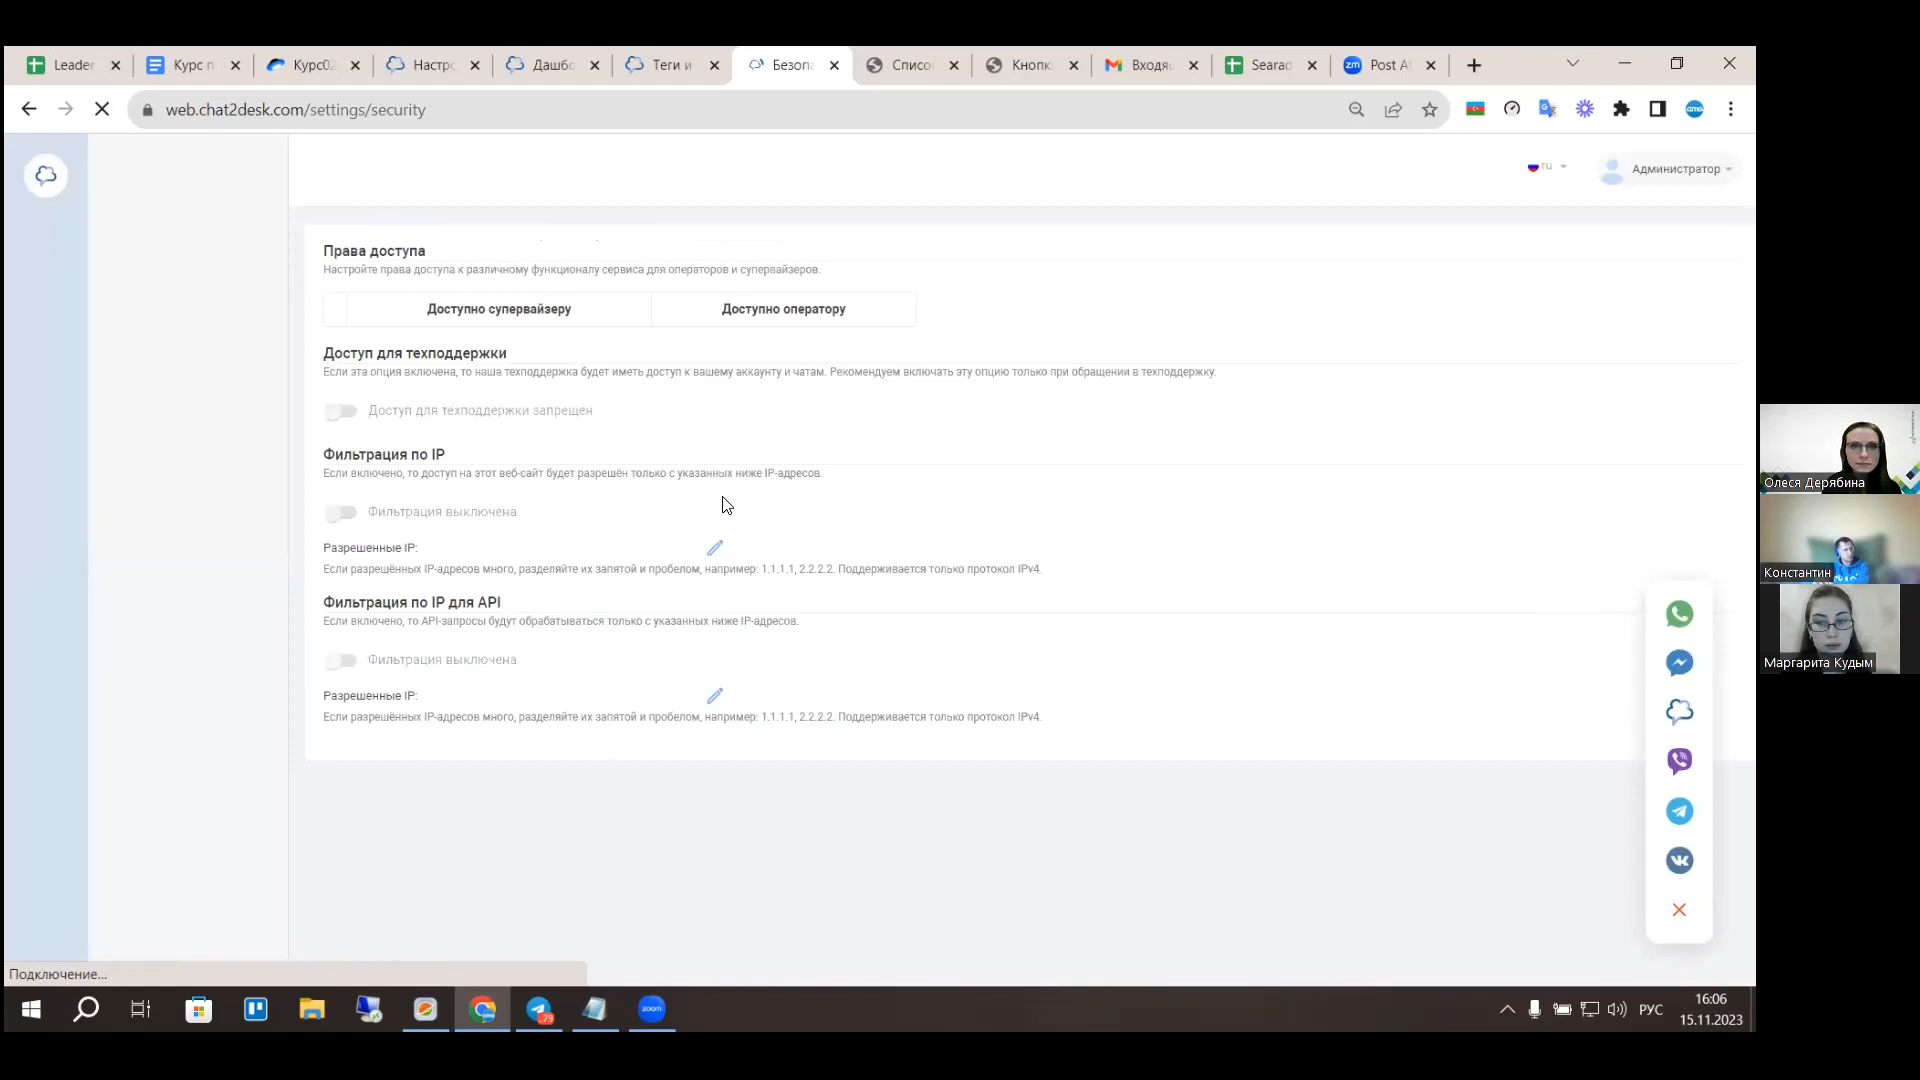 Leader
Курс п
Курс02
Настро
Дашбо
Теги и
Безопа
Списо
Кнопк
Входящ
Searad
Post A
web.chat2desk.com/settings/security
ru
Администратор
Права доступа
Настройте права доступа к различному функционалу сервиса для операторов и супервайзеров.
Доступно супервайзеру
Доступно оператору
Доступ для техподдержки
Если эта опция включена, то наша техподдержка будет иметь доступ к вашему аккаунту и чатам. Рекомендуем включать эту опцию только при обращении в техподдержку.
Доступ для техподдержки запрещен
Фильтрация по IP
Если включено, то доступ на этот веб-сайт будет разрешён только с указанных ниже IP-адресов.
Фильтрация выключена
Разрешенные IP:
Если разрешённых IP-адресов много, разделяйте их запятой и пробелом, например: 1.1.1.1, 2.2.2.2. Поддерживается только протокол IPv4.
Фильтрация по IP для API
Если включено, то API-запросы будут обрабатываться только с указанных ниже IP-адресов.
Фильтрация выключена
Разрешенные IP:
Если разрешённых IP-адресов много, разделяйте их запятой и пробелом, например: 1.1.1.1, 2.2.2.2. Поддерживается только протокол IPv4.
Олеся Дерябина
Константин
Маргарита Кудым
Подключение...
79
zoom
РУС
16:06
15.11.2023